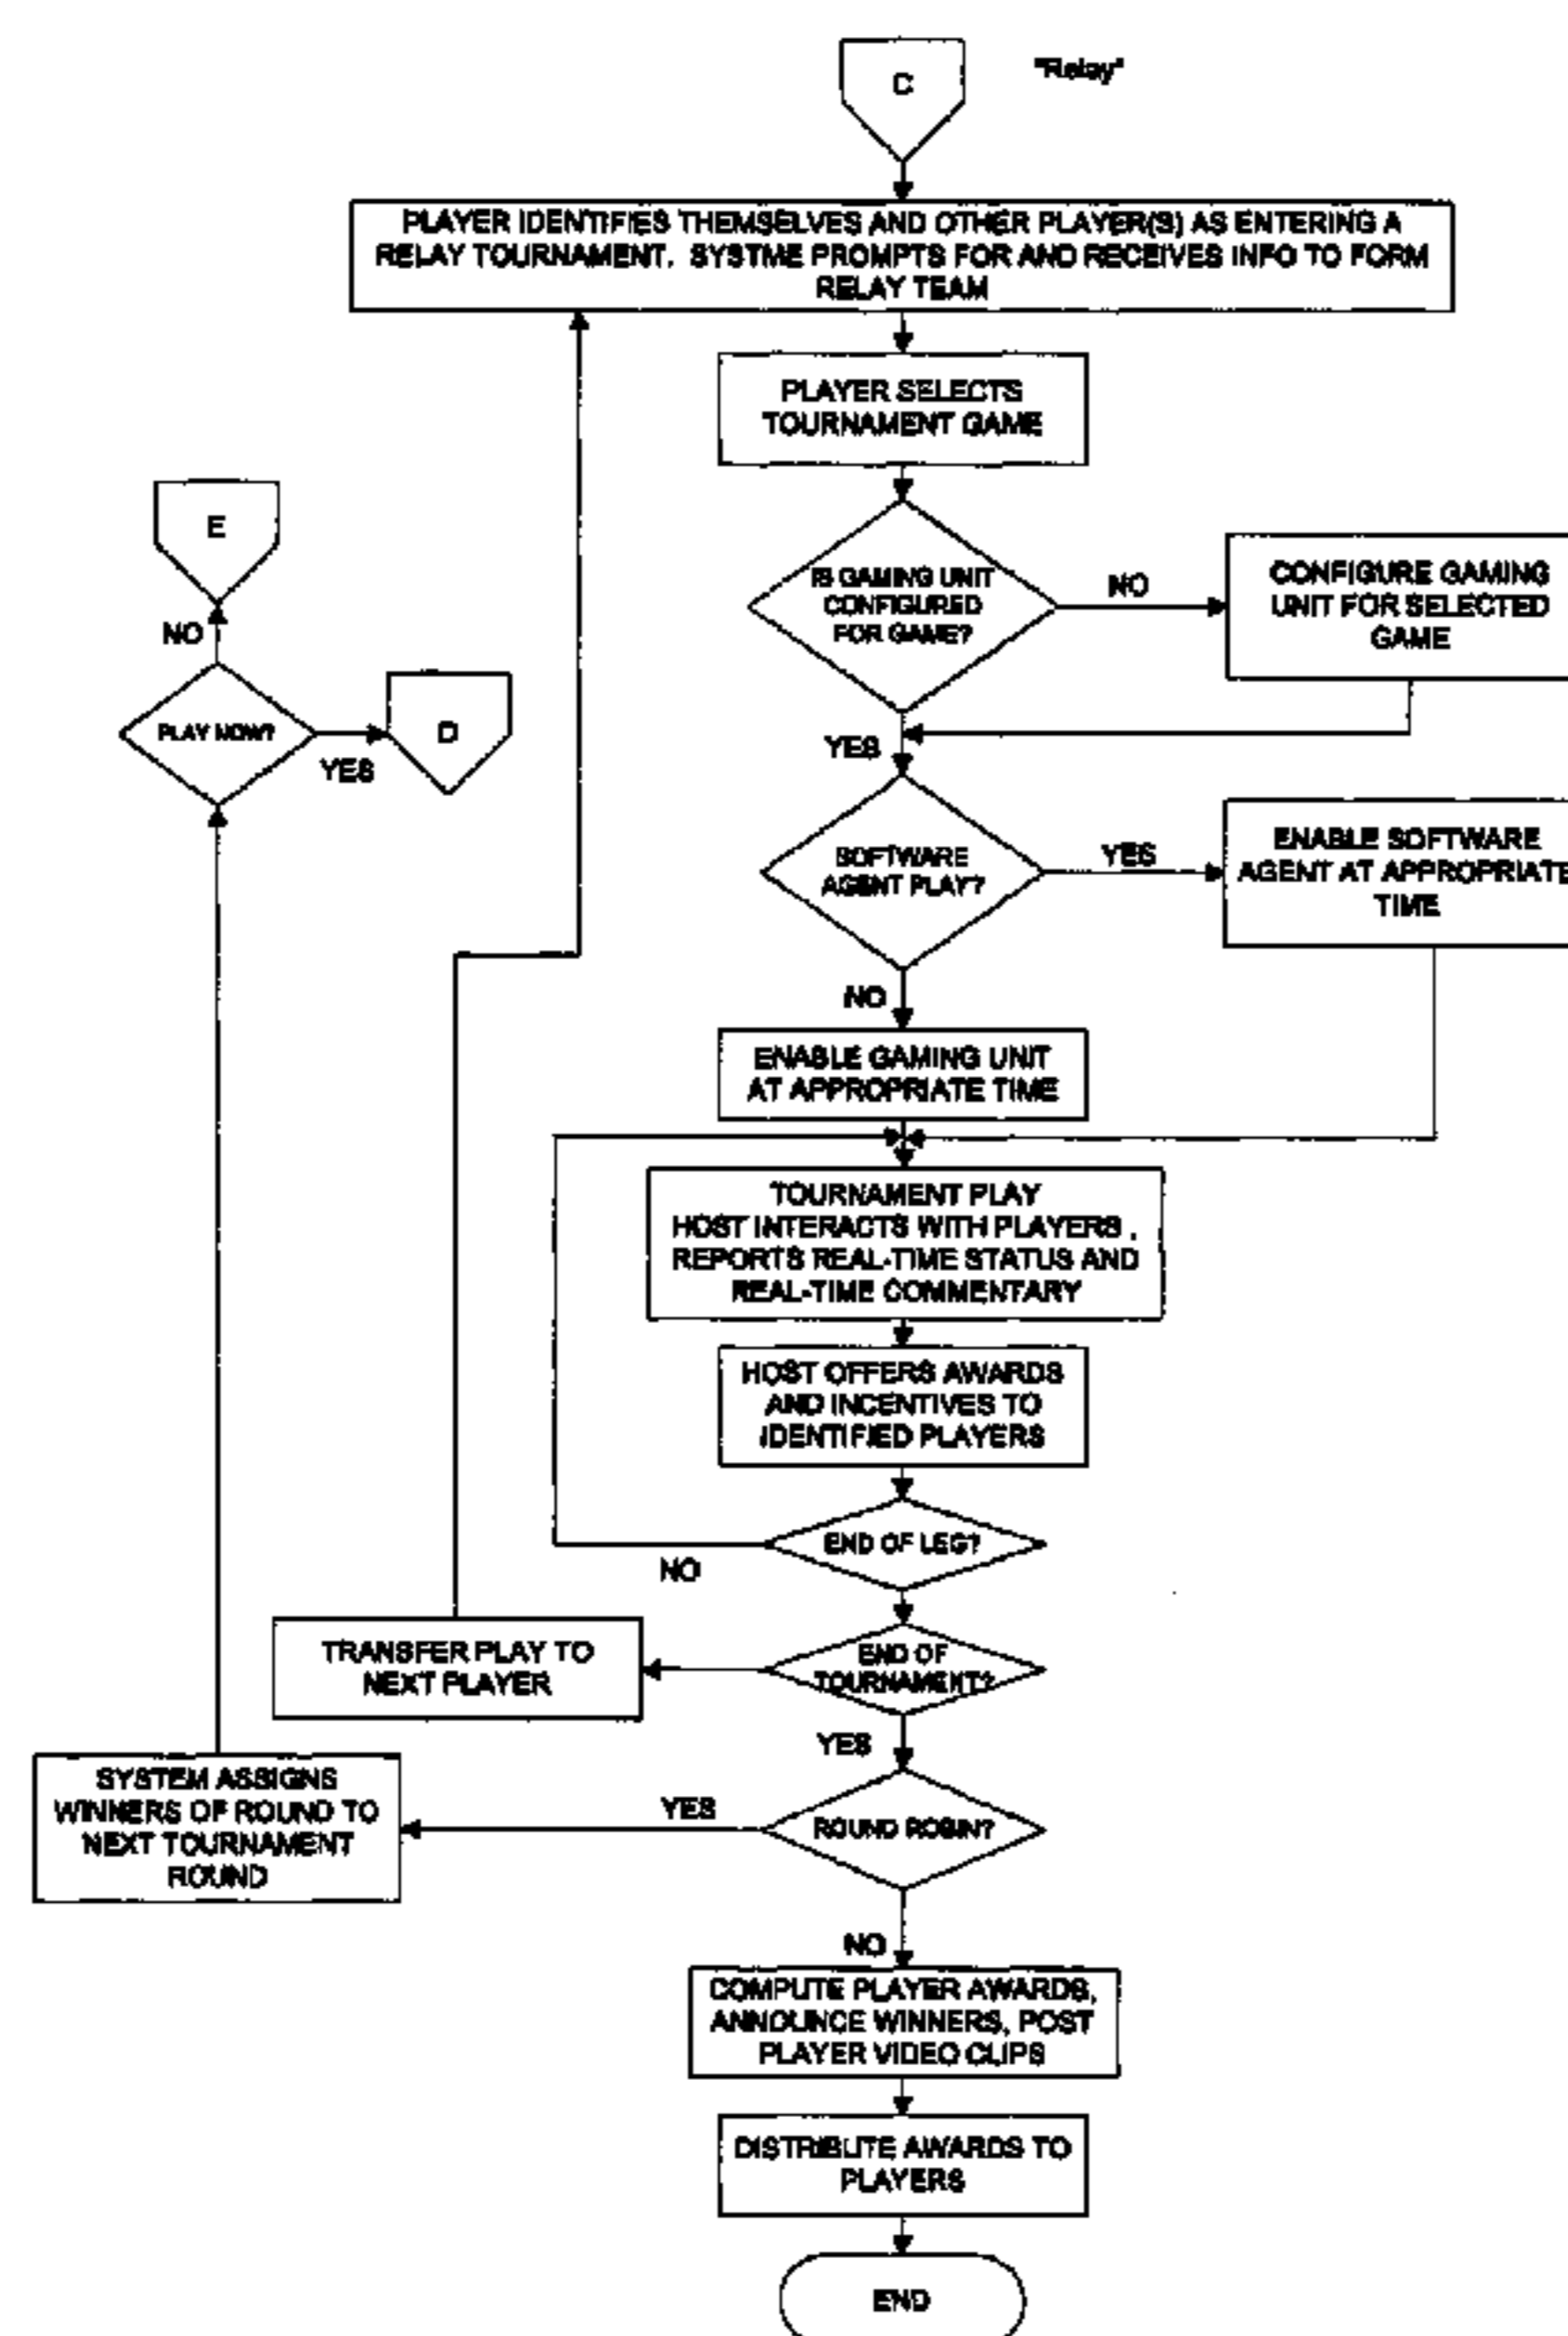 C
"Relay"
PLAYER IDENTIFIES THEMSELVES AND OTHER PLAYER(S) AS ENTERING A
RELAY TOURNAMENT. SYSTME PROMPTS FOR AND RECEIVES INFO TO FORM
RELAY TEAM
PLAYER SELECTS
TOURNAMENT GAME
E
NO
PLAY NOW?
YES
D
IS GAMING UNIT
CONFIGURED
FOR GAME?
NO
CONFIGURE GAMING
UNIT FOR SELECTED
GAME
YES
SOFTWARE
AGENT PLAY?
YES
ENABLE SOFTWARE
AGENT AT APPROPRIATE
TIME
NO
ENABLE GAMING UNIT
AT APPROPRIATE TIME
TOURNAMENT PLAY
HOST INTERACTS WITH PLAYERS ,
REPORTS REAL-TIME STATUS AND
REAL-TIME COMMENTARY
HOST OFFERS AWARDS
AND INCENTIVES TO
IDENTIFIED PLAYERS
END OF LEG?
NO
END OF
TOURNAMENT?
TRANSFER PLAY TO
NEXT PLAYER
YES
ROUND ROBIN?
YES
SYSTEM ASSIGNS
WINNERS OF ROUND TO
NEXT TOURNAMENT
ROUND
NO
COMPUTE PLAYER AWARDS,
ANNOUNCE WINNERS, POST
PLAYER VIDEO CLIPS
DISTRIBUTE AWARDS TO
PLAYERS
END